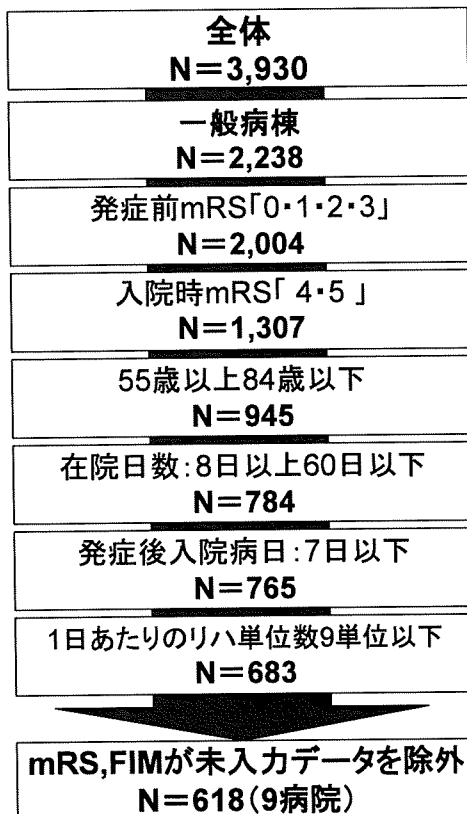 全体
N＝3,930
一般病棟
N＝2,238
発症前mRS「0・1・2・3」
N＝2,004
入院時mRS「 4・5 」
N＝1,307
55歳以上84歳以下
N＝945
在院日数：8日以上60日以下
N＝784
発症後入院病日：7日以下
N＝765
1日あたりのリハ単位数9単位以下
N＝683
mRS,FIMが未入力データを除外
N＝618（9病院）